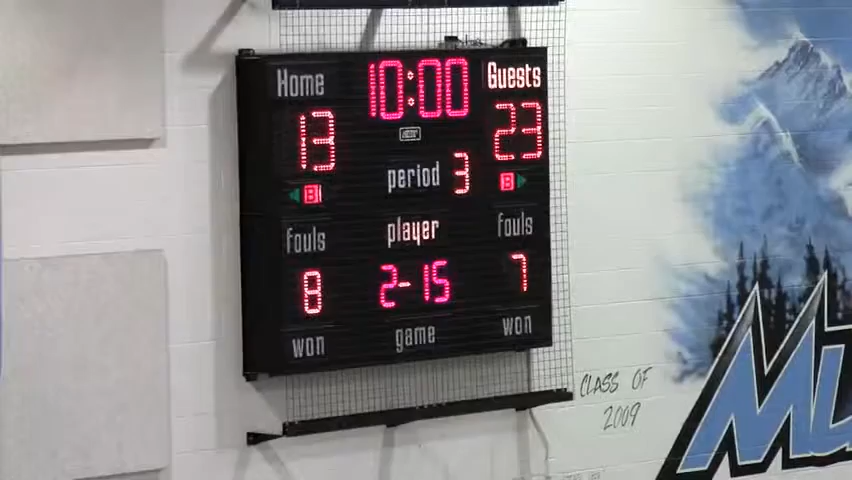 Home 10:00 Guests
13 23
period 3
B B
fouls player fouls
8 2-15 7
won game won
CLASS OF
2009
MU